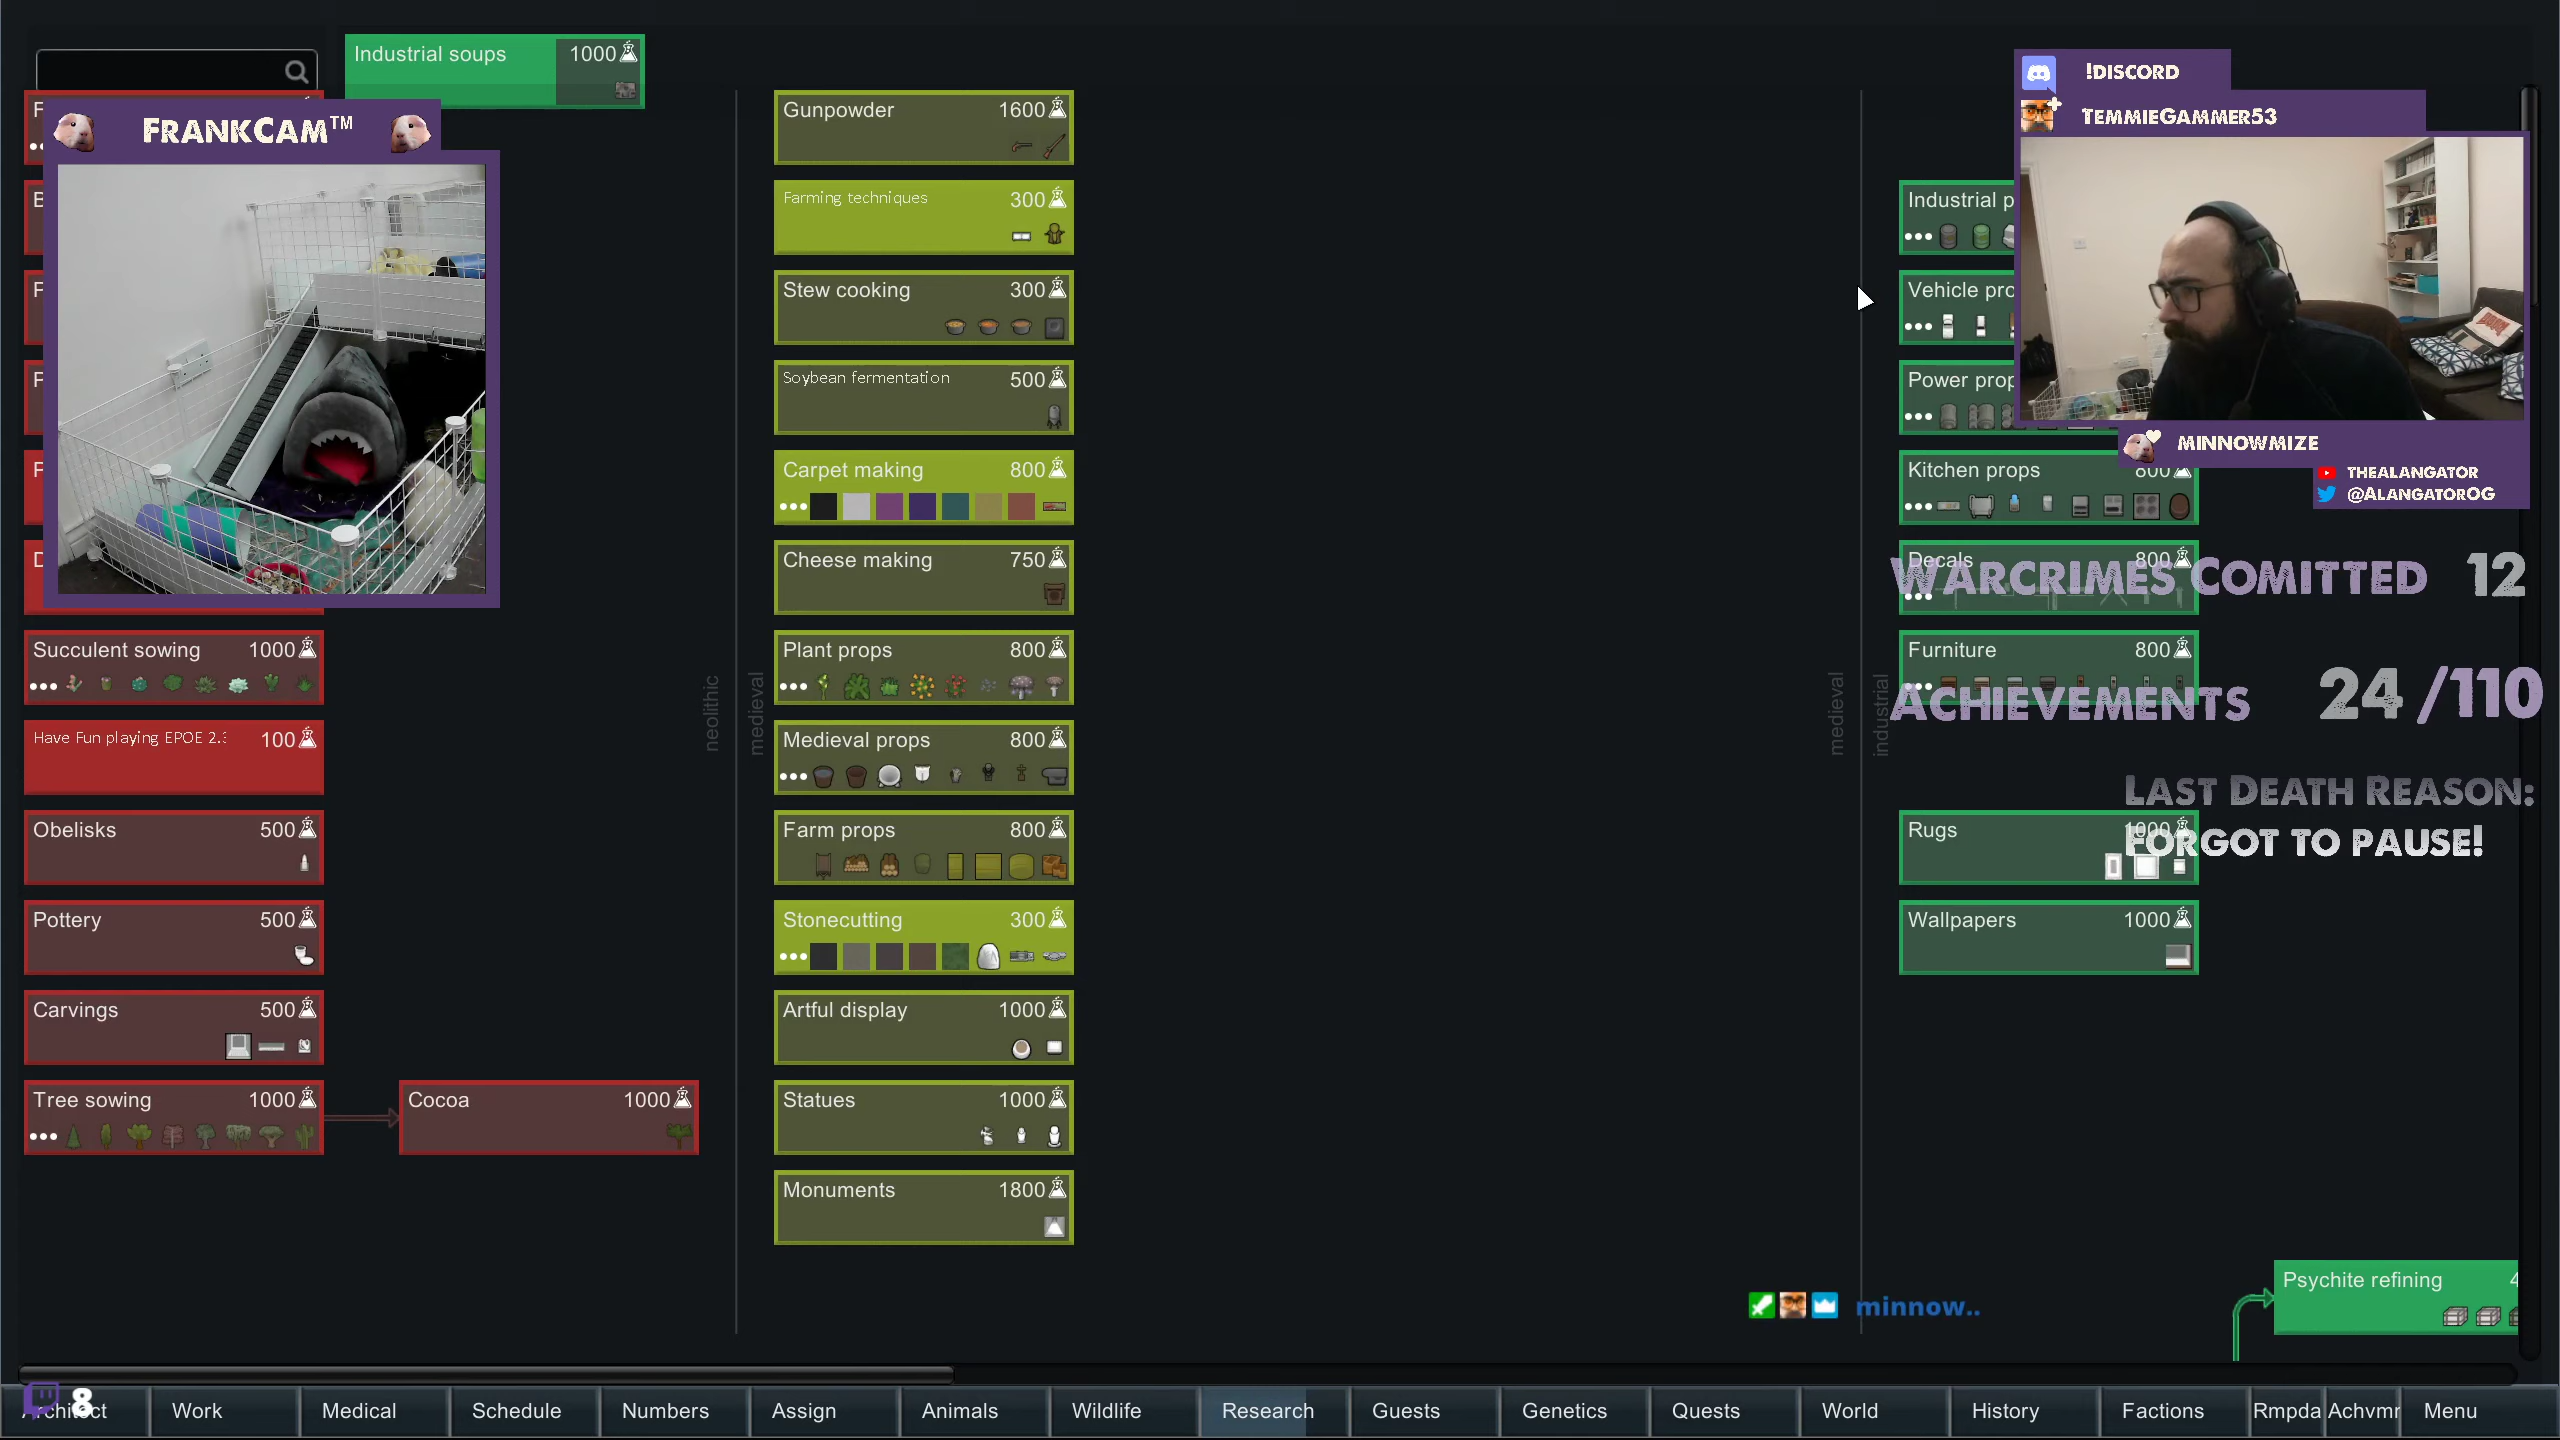 Industrial soups 1000
FrankCam™
F
B
F
F
F
D
Succulent sowing 1000
Have Fun playing EPOE 2. 100
Obelisks 500
Pottery 500
Carvings 500
Tree sowing 1000
Cocoa 1000
neolithic
medieval
Gunpowder 1600
Farming techniques 300
Stew cooking 300
Soybean fermentation 500
Carpet making 800
Cheese making 750
Plant props 800
Medieval props 800
Farm props 800
Stonecutting 300
Artful display 1000
Statues 1000
Monuments 1800
medieval
industrial
!Discord
TemmieGammer53
Industrial p
Vehicle pro
Power prop
Kitchen props 800
minnowmize
TheAlangator
@AlangatorOG
Decals 800
Warcrimes Comitted 12
Furniture 800
Achievements 24 /110
Last Death Reason:
Forgot to pause!
Rugs 1000
Wallpapers 1000
minnow..
Psychite refining 4
8
Architect Work Medical Schedule Numbers Assign Animals Wildlife Research Guests Genetics Quests World History Factions Rmpda Achvmr Menu